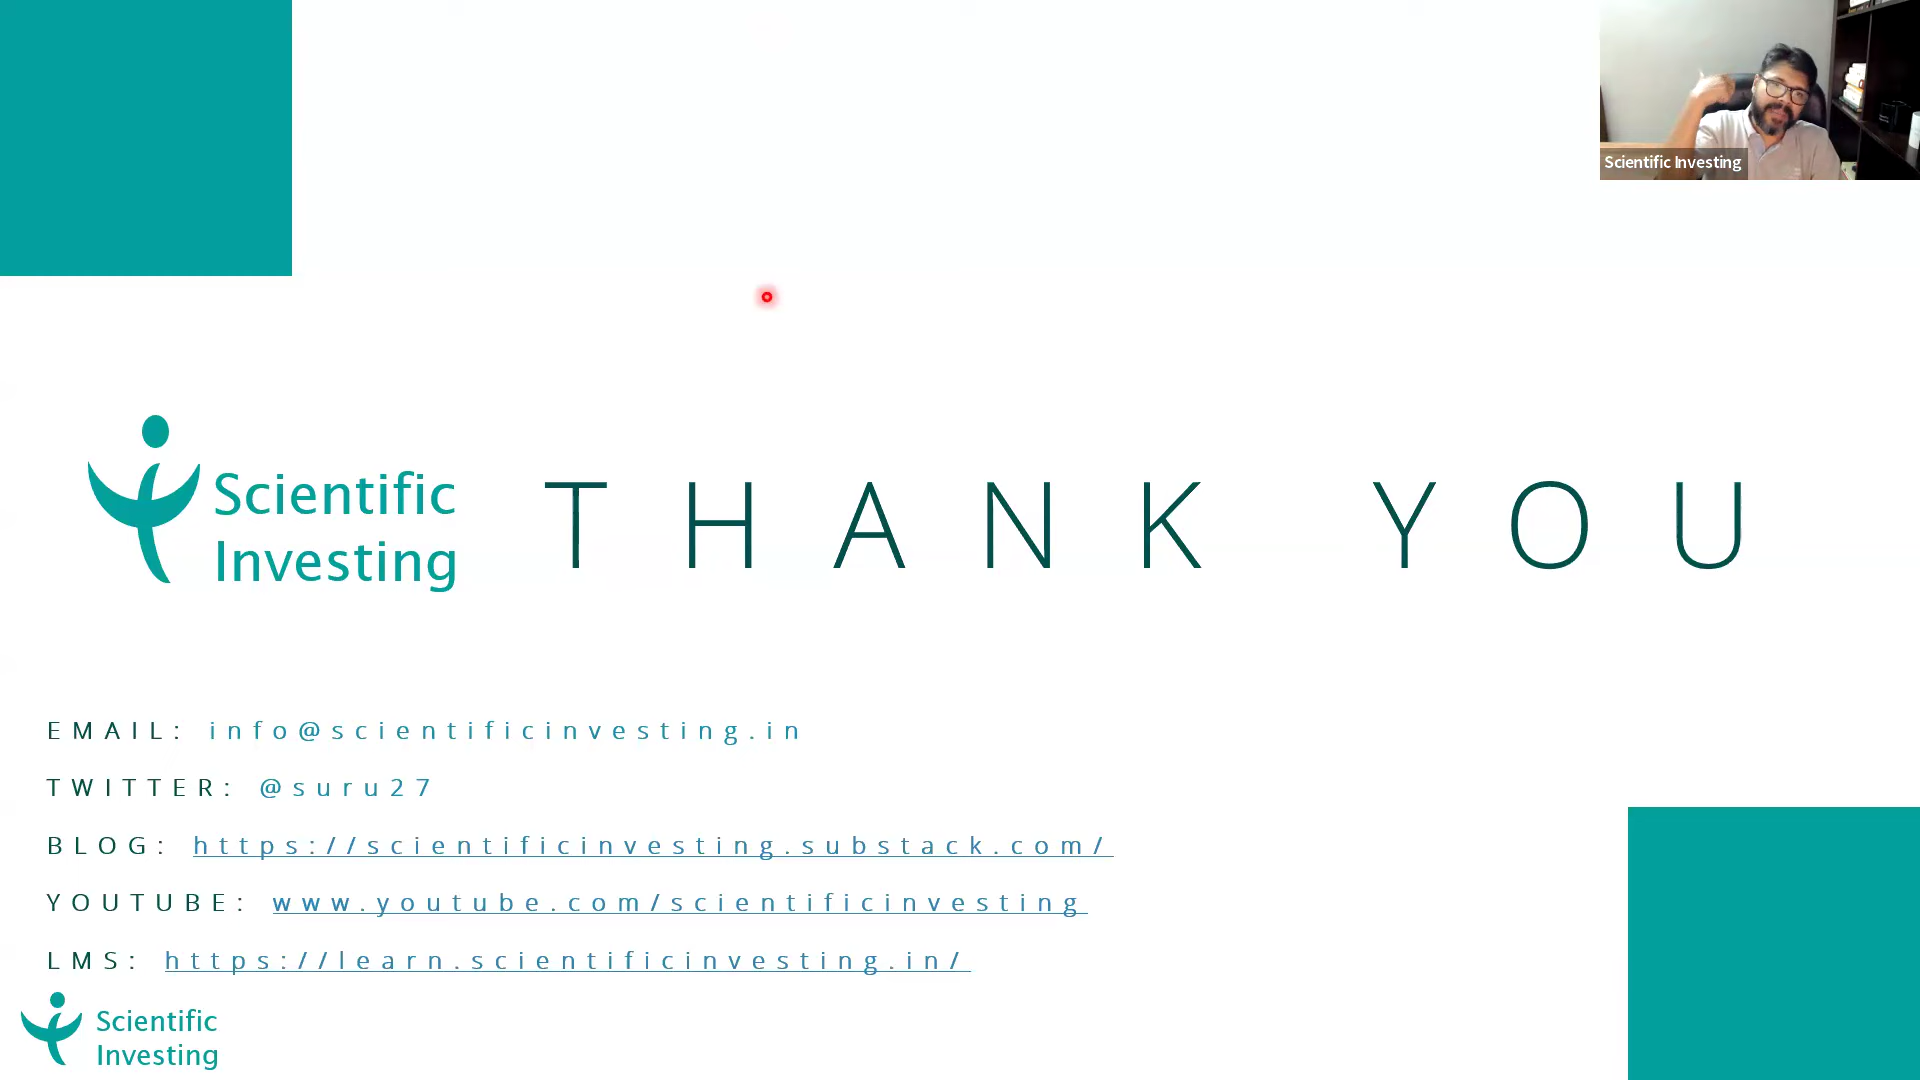 Scientific Investing
Scientific
Investing
THANK YOU
EMAIL: info@scientificinvesting.in
TWITTER: @suru27
BLOG: https://scientificinvesting.substack.com/
YOUTUBE: www.youtube.com/scientificinvesting
LMS: https://learn.scientificinvesting.in/
Scientific
Investing